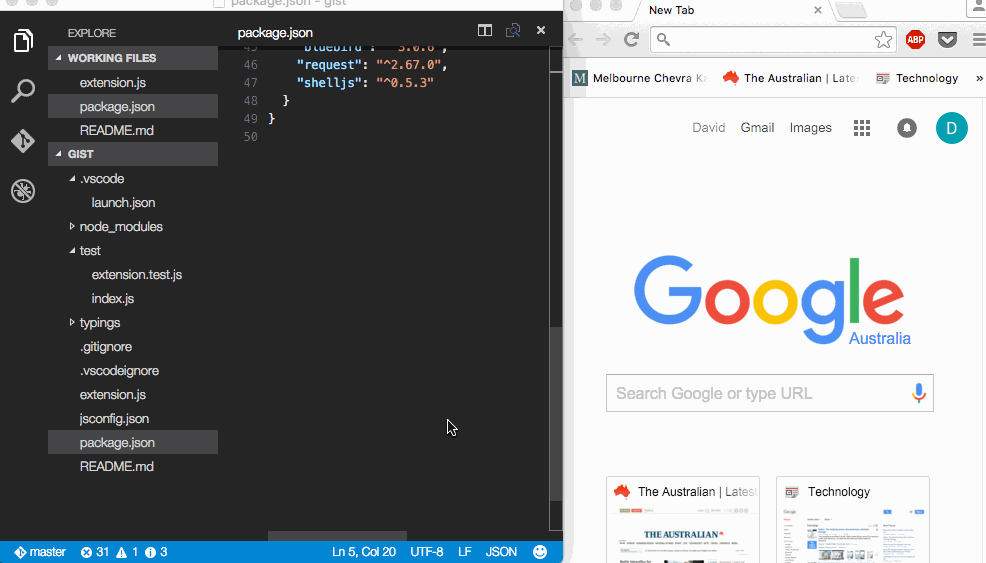 package.json - gist
EXPLORE
WORKING FILES
extension.js
package.json
README.md
GIST
.vscode
launch.json
node_modules
test
extension.test.js
index.js
typings
.gitignore
.vscodeignore
extension.js
jsconfig.json
package.json
README.md
package.json
45 "bluebird": "^3.0.6",
46 "request": "^2.67.0",
47 "shelljs": "^0.5.3"
48 }
49 }
50
master 31 1 3 Ln 5, Col 20 UTF-8 LF JSON
New Tab
ABP
M Melbourne Chevra Ka The Australian | Lates Technology »
David Gmail Images D
Google
Australia
Search Google or type URL
The Australian | Latest Technology
THE AUSTRALIAN
Google